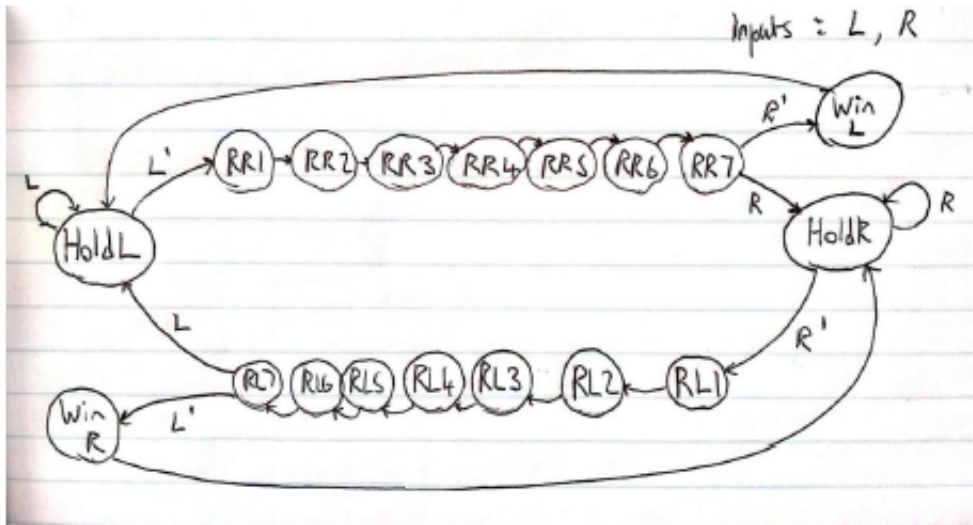 Inputs : L, R
Win
L
R'
L'
RR1 RR2 RR3 RR4 RR5 RR6 RR7
L
R
R
HoldL
HoldR
L
R'
RL7 RL6 RL5 RL4 RL3 RL2 RL1
Win
R
L'